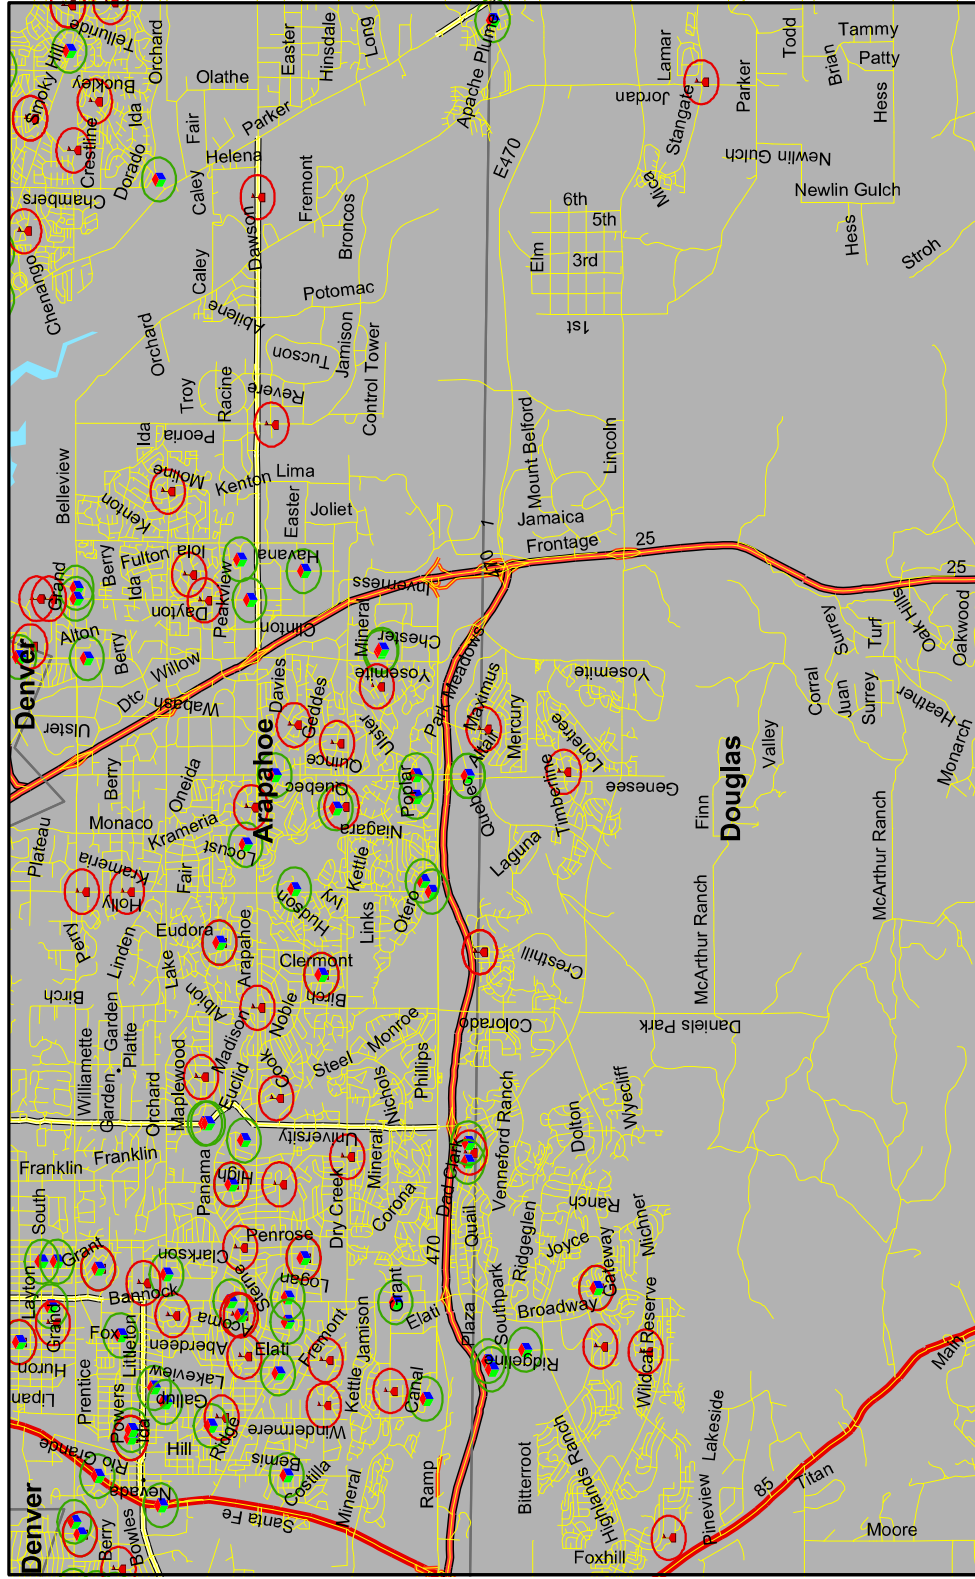 Telluride
Orchard
Smoky Hill
Buckley
Ida
Crestline
Dorado
Chambers
Chenango
Olathe
Fair
Parker
Helena
Caley
Easter
Hinsdale
Long
Apache Plume
E470
Fremont
Broncos
Dawson
Caley
Potomac
Abilene
Orchard
Lamar
Jordan
Stangate
Parker
Todd
Tammy
Brian
Patty
Hess
Newlin Gulch
Newlin
Newlin Gulch
Mica
Hess
Stroh
6th
5th
Elm
3rd
1st
Tucson
Jamison
Control Tower
Troy
Racine
Revere
Ida
Peoria
Moline
Kenton
Kenton
Lima
Easter
Joliet
Belleview
Mount Belford
Lincoln
Jamaica
Frontage
25
1
470
Berry
Ida
Fulton
Iola
Havana
Grand
Dayton
Peakview
Clinton
Inverness
Alton
Berry
Denver
Mineral
Chester
Yosemite
Park Meadows
Yosemite
Surrey
Turf
Oak Hills
Oakwood
25
Ulster
Dtc
Willow
Wabash
Davies
Geddes
Quince
Ulster
Maximus
Altair
Mercury
Lonetree
Timberline
Genesee
Corral
Juan
Surrey
Heather
Monarch
Valley
Arapahoe
Douglas
Berry
Oneida
Monaco
Krameria
Locust
Quebec
Niagara
Poplar
Quebec
Laguna
Finn
Plateau
Krameria
Holly
Fair
Hudson
Ivy
Kettle
Links
Otero
McArthur Ranch
McArthur Ranch
Perry
Linden
Eudora
Lake
Arapahoe
Clermont
Birch
Birch
Albion
Noble
Cresthill
Colorado
Daniels Park
Williamette
Garden
Garden
Platte
Orchard
Maplewood
Madison
Euclid
Cook
Steel
Monroe
Nichols
Phillips
Franklin
Franklin
Panama
High
University
Mineral
Dry Creek
Corona
Dad Clark
Venneford Ranch
Dolton
Wyecliff
South
Grant
Clarkson
Penrose
Logan
470
Quail
Ridgeglen
Joyce
Ranch
Michner
Gateway
Layton
Grand
Bannock
Sterne
Acoma
Grant
Elati
Plaza
Southpark
Broadway
Huron
Fox
Littleton
Aberdeen
Elati
Fremont
Jamison
Ridgeline
Wildcat Reserve
Lipan
Prentice
Powers
Ida
Lakeview
Gallup
Ridge
Hill
Windermere
Kettle
Canal
Main
Rio Grande
Nevada
Bemis
Costilla
Mineral
Ramp
Bitterroot
Highlands Ranch
Lakeside
Pineview
85
Titan
Denver
Berry
Bowles
Santa Fe
Foxhill
Moore